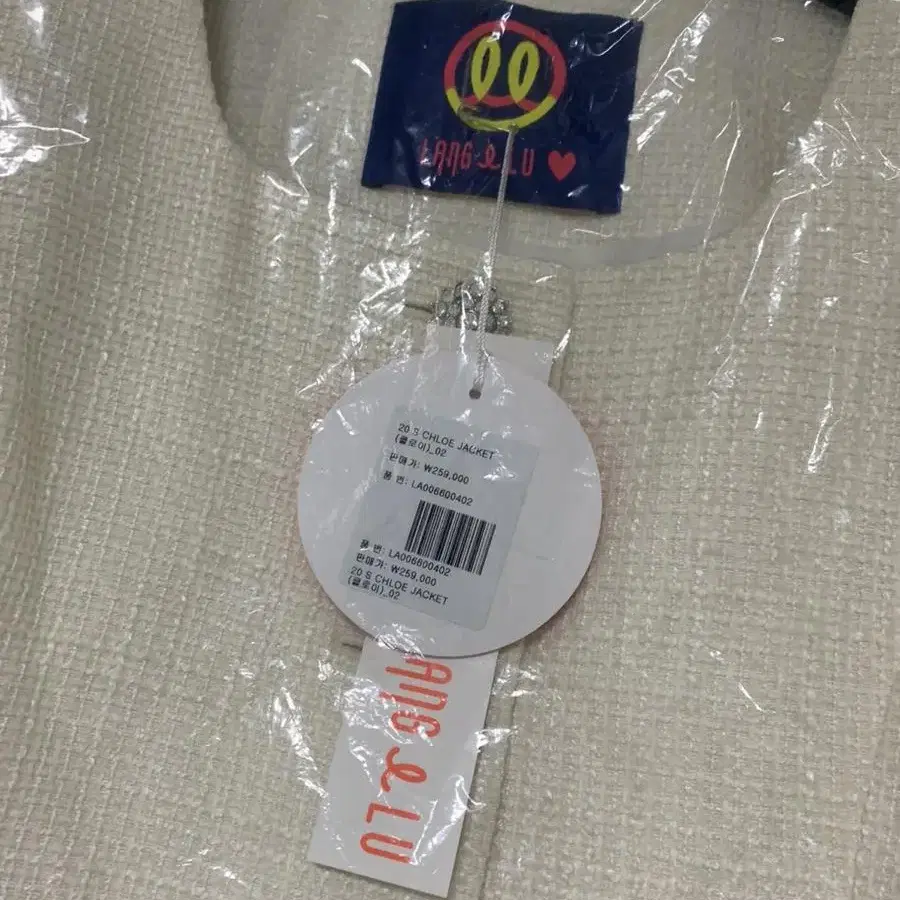 LANG e LU ♥
20 S CHLOE JACKET
(클로이)_02
판매가: ₩259,000
품 번: LA006600402
품 번: LA006600402
판매가: ₩259,000
20 S CHLOE JACKET
(클로이)_02
LANG e LU